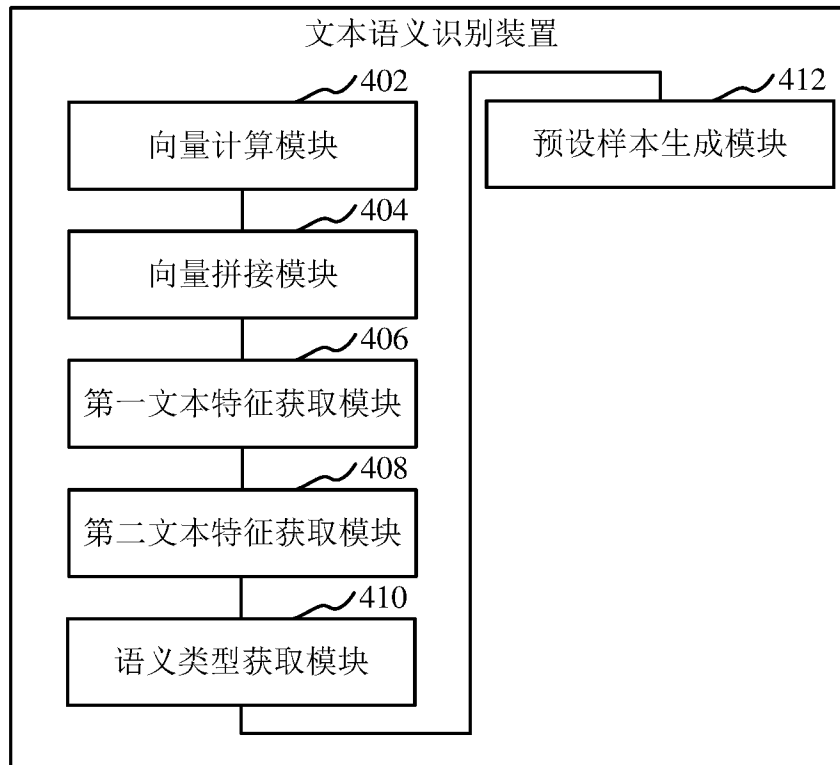 文本语义识别装置
402
向量计算模块
404
向量拼接模块
406
第一文本特征获取模块
408
第二文本特征获取模块
410
语义类型获取模块
412
预设样本生成模块